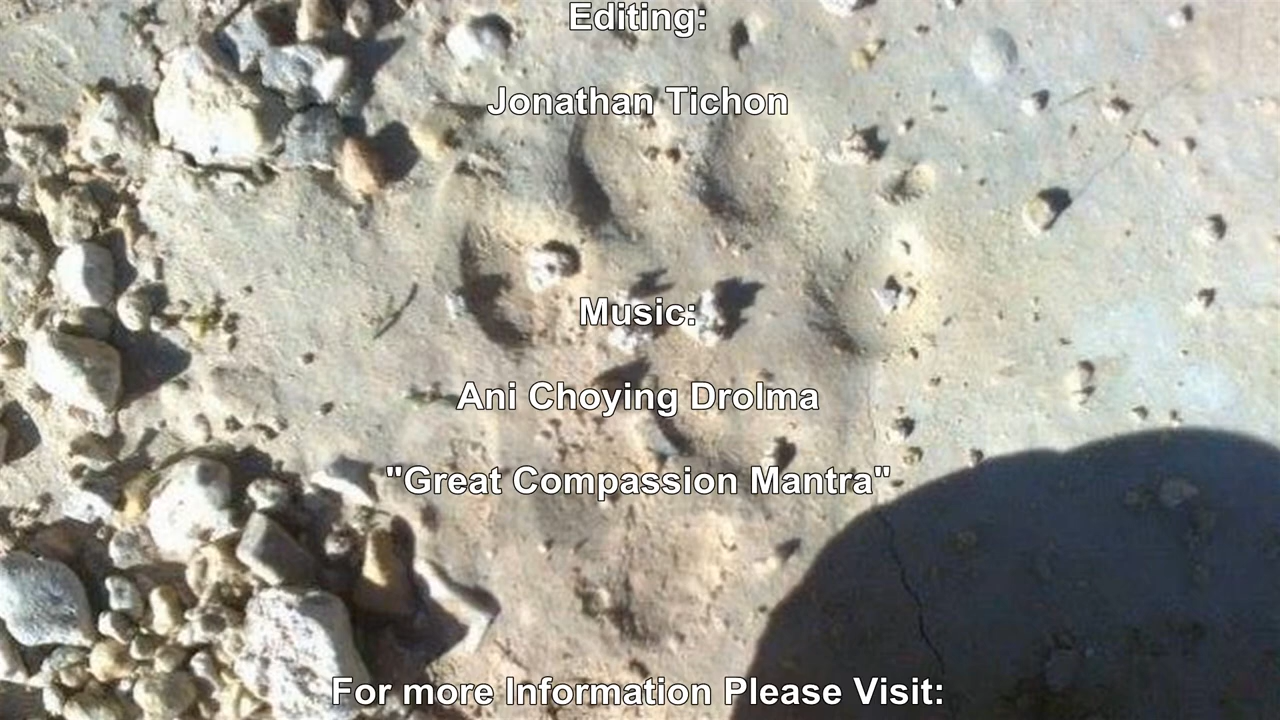 Editing:
Jonathan Tichon
Music:
Ani Choying Drolma
"Great Compassion Mantra"
For more Information Please Visit: